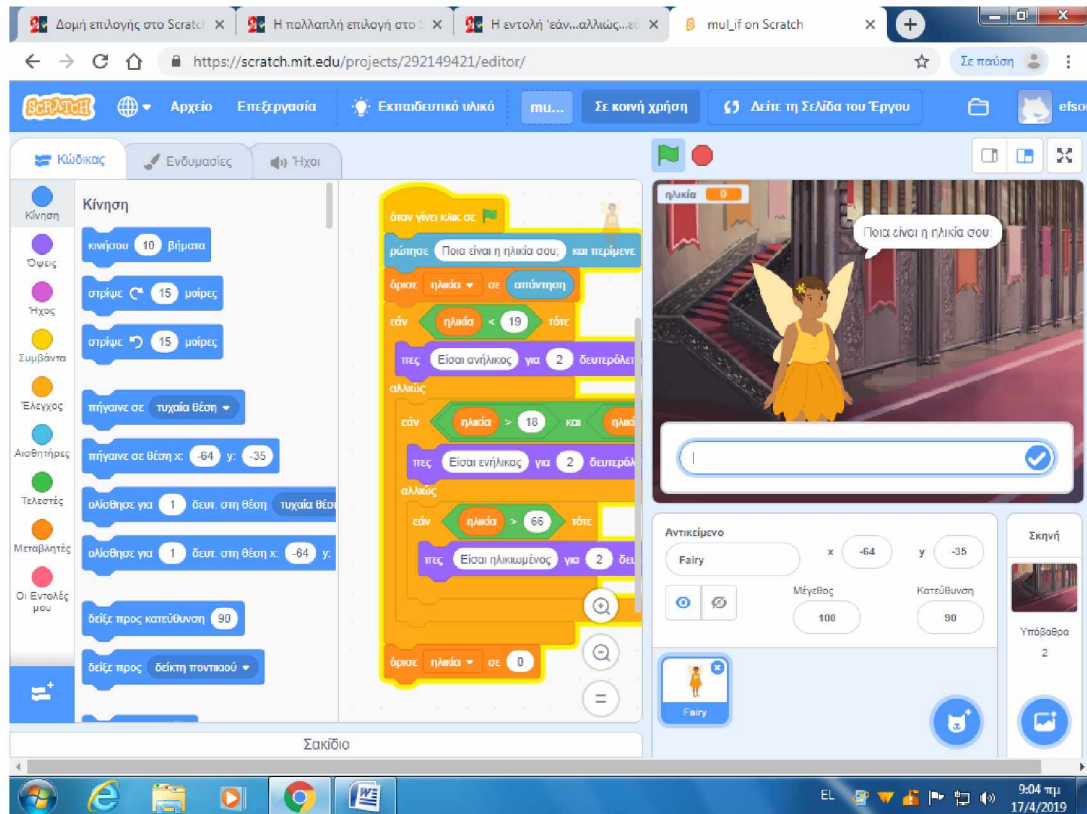 Δομή επιλογής στο Scratch
Η πολλαπλή επιλογή στο S
Η εντολή 'εάν...αλλιώς...εά
mul_if on Scratch
https://scratch.mit.edu/projects/292149421/editor/
Σε παύση
SCRATCH
Αρχείο
Επεξεργασία
Εκπαιδευτικό υλικό
mu...
Σε κοινή χρήση
Δείτε τη Σελίδα του Έργου
efso
Κώδικας
Ενδυμασίες
Ήχοι
Κίνηση
Όψεις
Ήχος
Συμβάντα
Έλεγχος
Αισθητήρες
Τελεστές
Μεταβλητές
Οι Εντολές
μου
Κίνηση
κινήσου 10 βήματα
στρίψε 15 μοίρες
στρίψε 15 μοίρες
πήγαινε σε τυχαία θέση
πήγαινε σε θέση x: -64 y: -35
ολίσθησε για 1 δευτ. στη θέση τυχαία θέσ
ολίσθησε για 1 δευτ. στη θέση x: -64 y:
δείξε προς κατεύθυνση 90
δείξε προς δείκτη ποντικιού
όταν γίνει κλικ σε
ρώτησε Ποια είναι η ηλικία σου; και περίμενε
όρισε ηλικία σε απάντηση
εάν ηλικία < 19 τότε
πες Είσαι ανήλικος για 2 δευτερόλεπ
αλλιώς
εάν ηλικία > 18 και ηλικί
πες Είσαι ενήλικας για 2 δευτερόλ
αλλιώς
εάν ηλικία > 66 τότε
πες Είσαι ηλικιωμένος για 2 δευ
όρισε ηλικία σε 0
ηλικία 0
Ποια είναι η ηλικία σου;
Αντικείμενο
Fairy
x -64 y -35
Μέγεθος
100
Κατεύθυνση
90
Fairy
Σκηνή
Υπόβαθρα
2
Σακίδιο
EL
9:04 πμ
17/4/2019